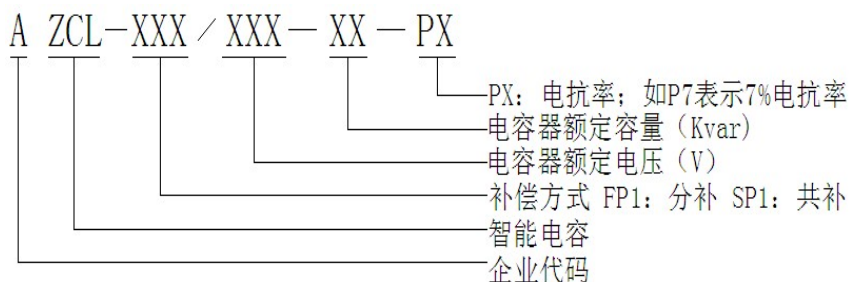 A ZCL-XXX/XXX-XX-PX
PX: 电抗率；如P7表示7%电抗率
电容器额定容量（Kvar）
电容器额定电压（V）
补偿方式 FP1: 分补 SP1: 共补
智能电容
企业代码